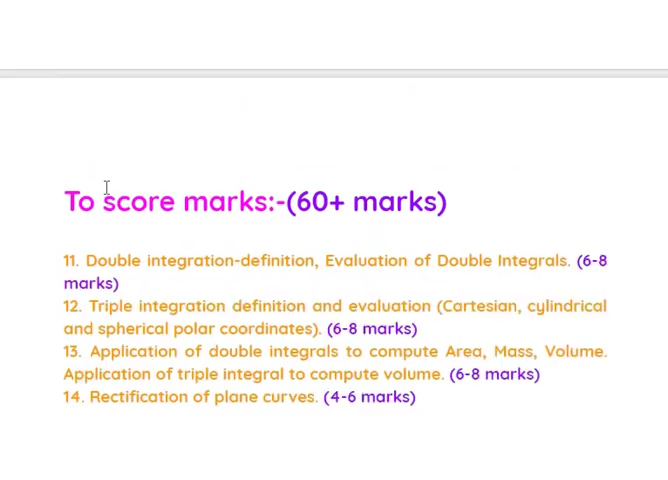 To score marks:-(60+ marks)
11. Double integration-definition, Evaluation of Double Integrals. (6-8
marks)
12. Triple integration definition and evaluation (Cartesian, cylindrical
and spherical polar coordinates). (6-8 marks)
13. Application of double integrals to compute Area, Mass, Volume.
Application of triple integral to compute volume. (6-8 marks)
14. Rectification of plane curves. (4-6 marks)